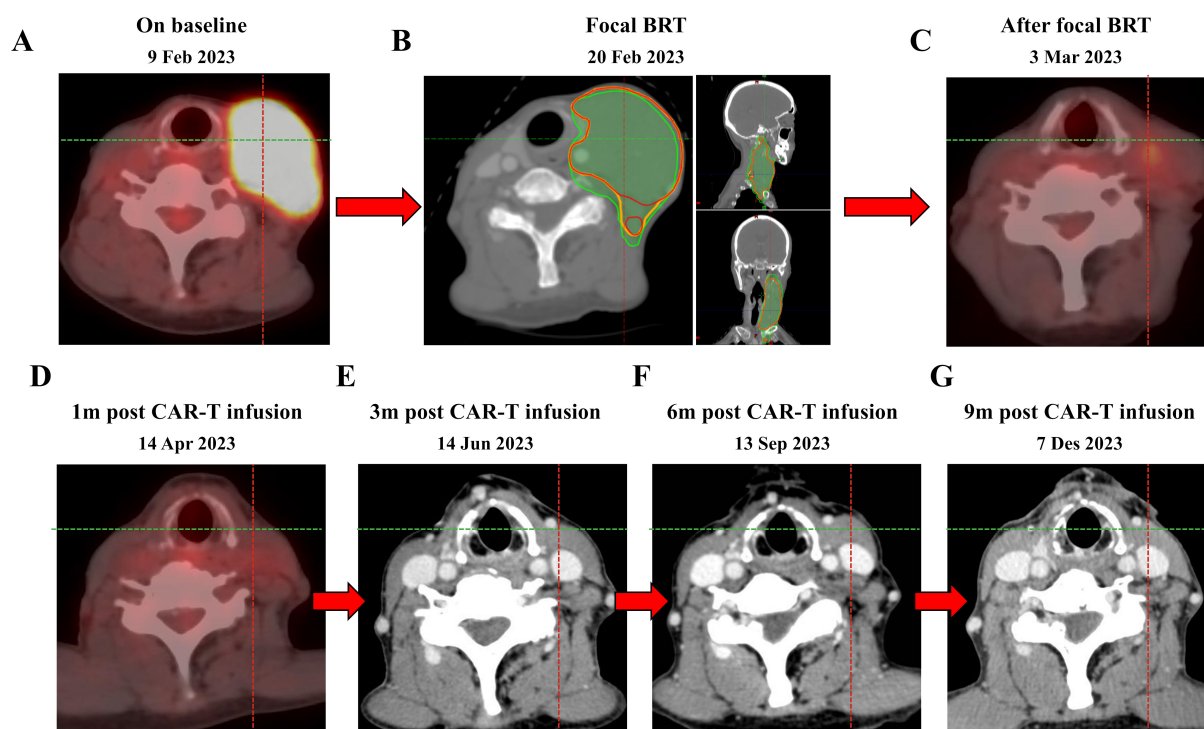 A
On baseline
9 Feb 2023
B
Focal BRT
20 Feb 2023
C
After focal BRT
3 Mar 2023
D
1m post CAR-T infusion
14 Apr 2023
E
3m post CAR-T infusion
14 Jun 2023
F
6m post CAR-T infusion
13 Sep 2023
G
9m post CAR-T infusion
7 Des 2023